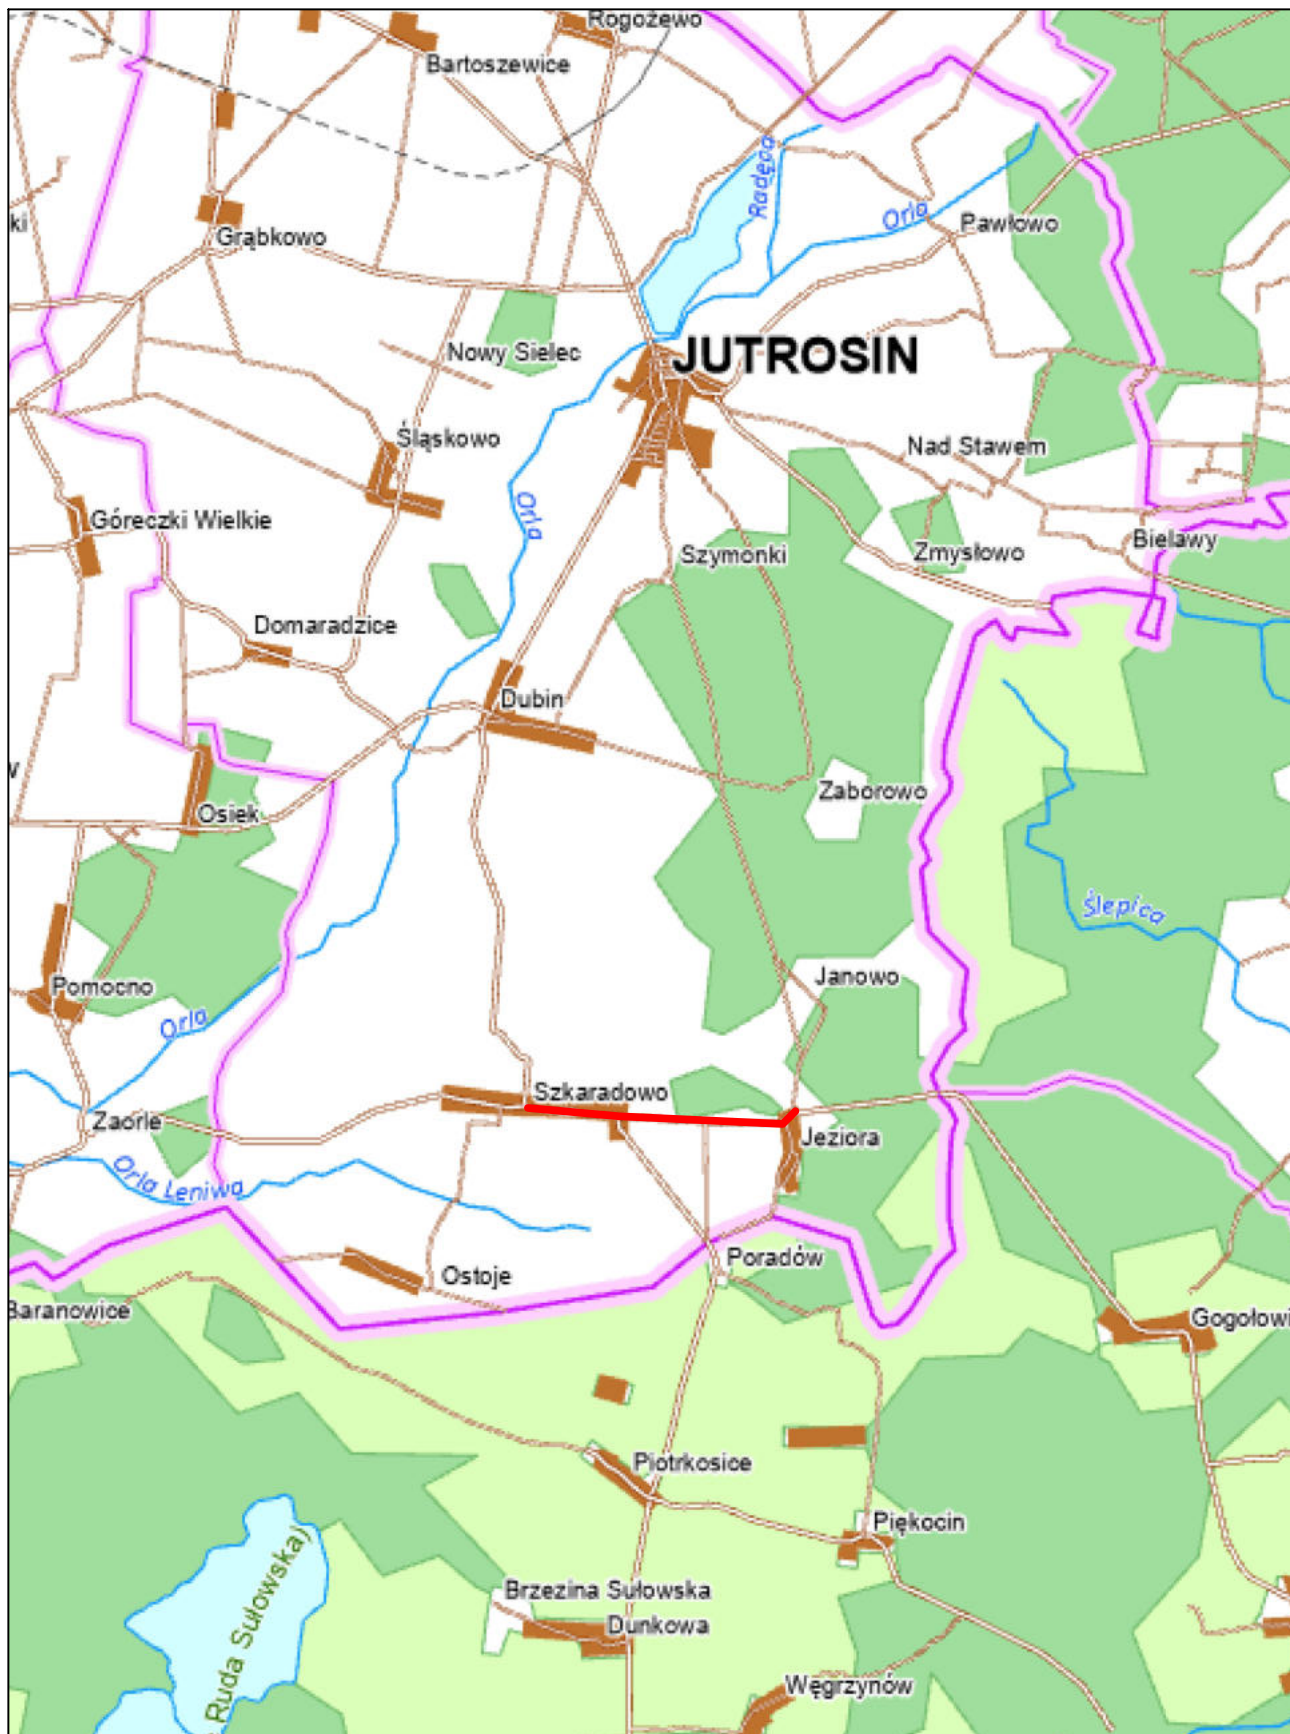 Rogożewo
Bartoszewice
Radęca
Orla
Pawłowo
ki
Grąbkowo
Nowy Sielec
JUTROSIN
Śląskowo
Nad Stawem
Orla
Góreczki Wielkie
Szymonki
Zmysłowo
Bielawy
Domaradzice
Dubin
Zaborowo
Osiek
Ślepica
Pomocno
Janowo
Orla
Szkaradowo
Zaorle
Jeziora
Orla Leniwa
Poradów
Ostoje
Baranowice
Gogołowi
Piotrkosice
Piękocin
Ruda Sułowskaj
Brzezina Sułowska
Dunkowa
Węgrzynów